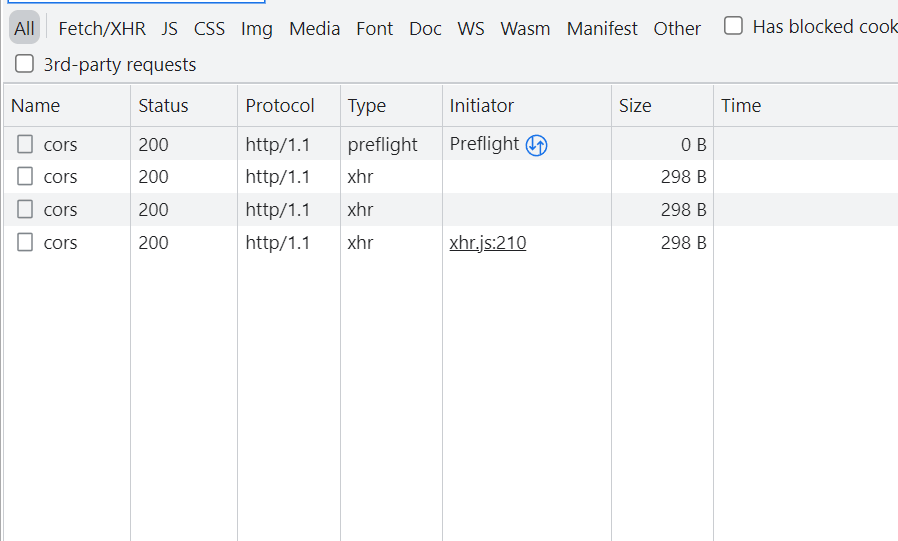 All Fetch/XHR JS CSS Img Media Font Doc WS Wasm Manifest Other Has blocked cook
3rd-party requests
Name Status Protocol Type Initiator Size Time
cors 200 http/1.1 preflight Preflight 0 B
cors 200 http/1.1 xhr 298 B
cors 200 http/1.1 xhr 298 B
cors 200 http/1.1 xhr xhr.js:210 298 B